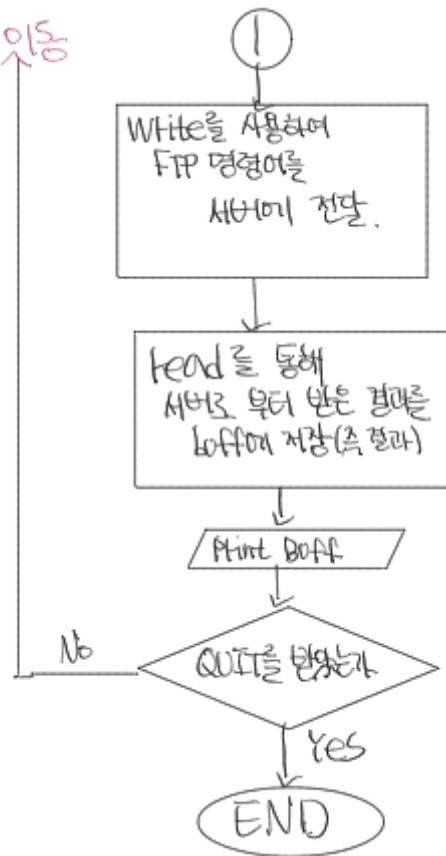 잇동
1
Write를 사용하여
FTP 명령어를
서버에 전달.
read를 통해
서버로 부터 받은 결과를
buff에 저장(즉 결과)
Print Buff
QUIT를 받았는가
No
Yes
END